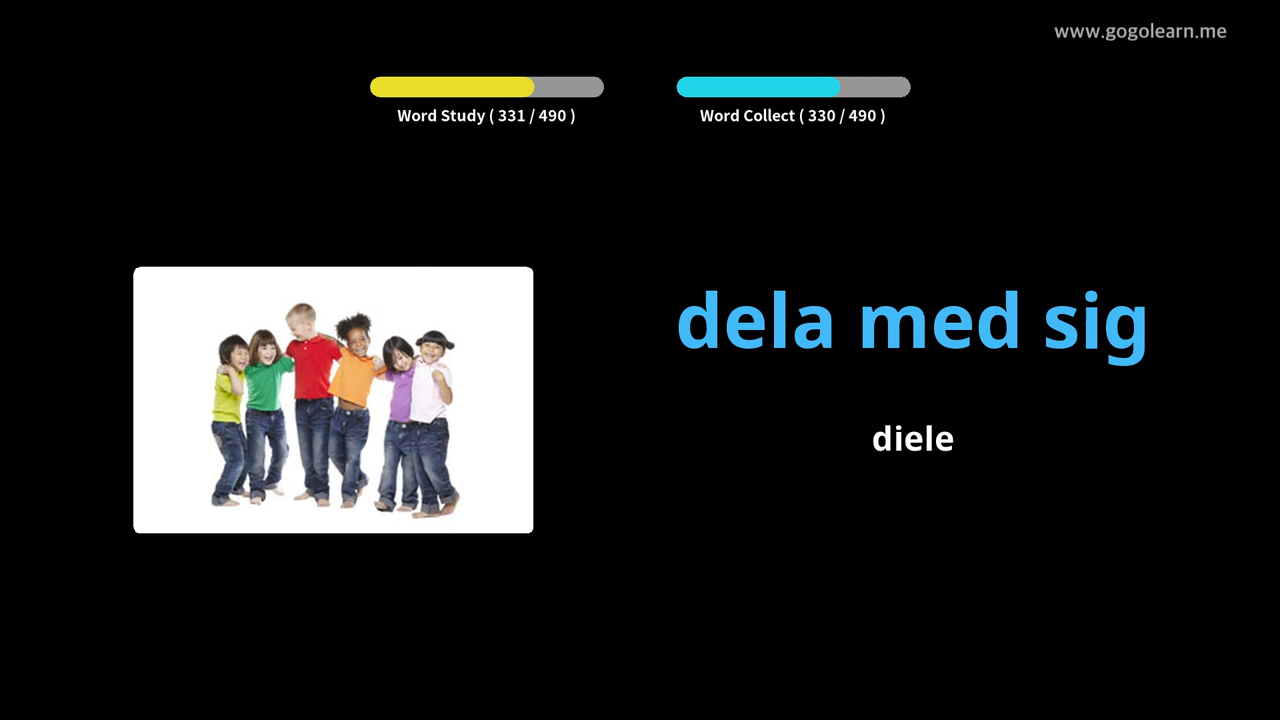 www.gogolearn.me
Word Study ( 331 / 490 )
Word Collect ( 330 / 490 )
dela med sig
diele